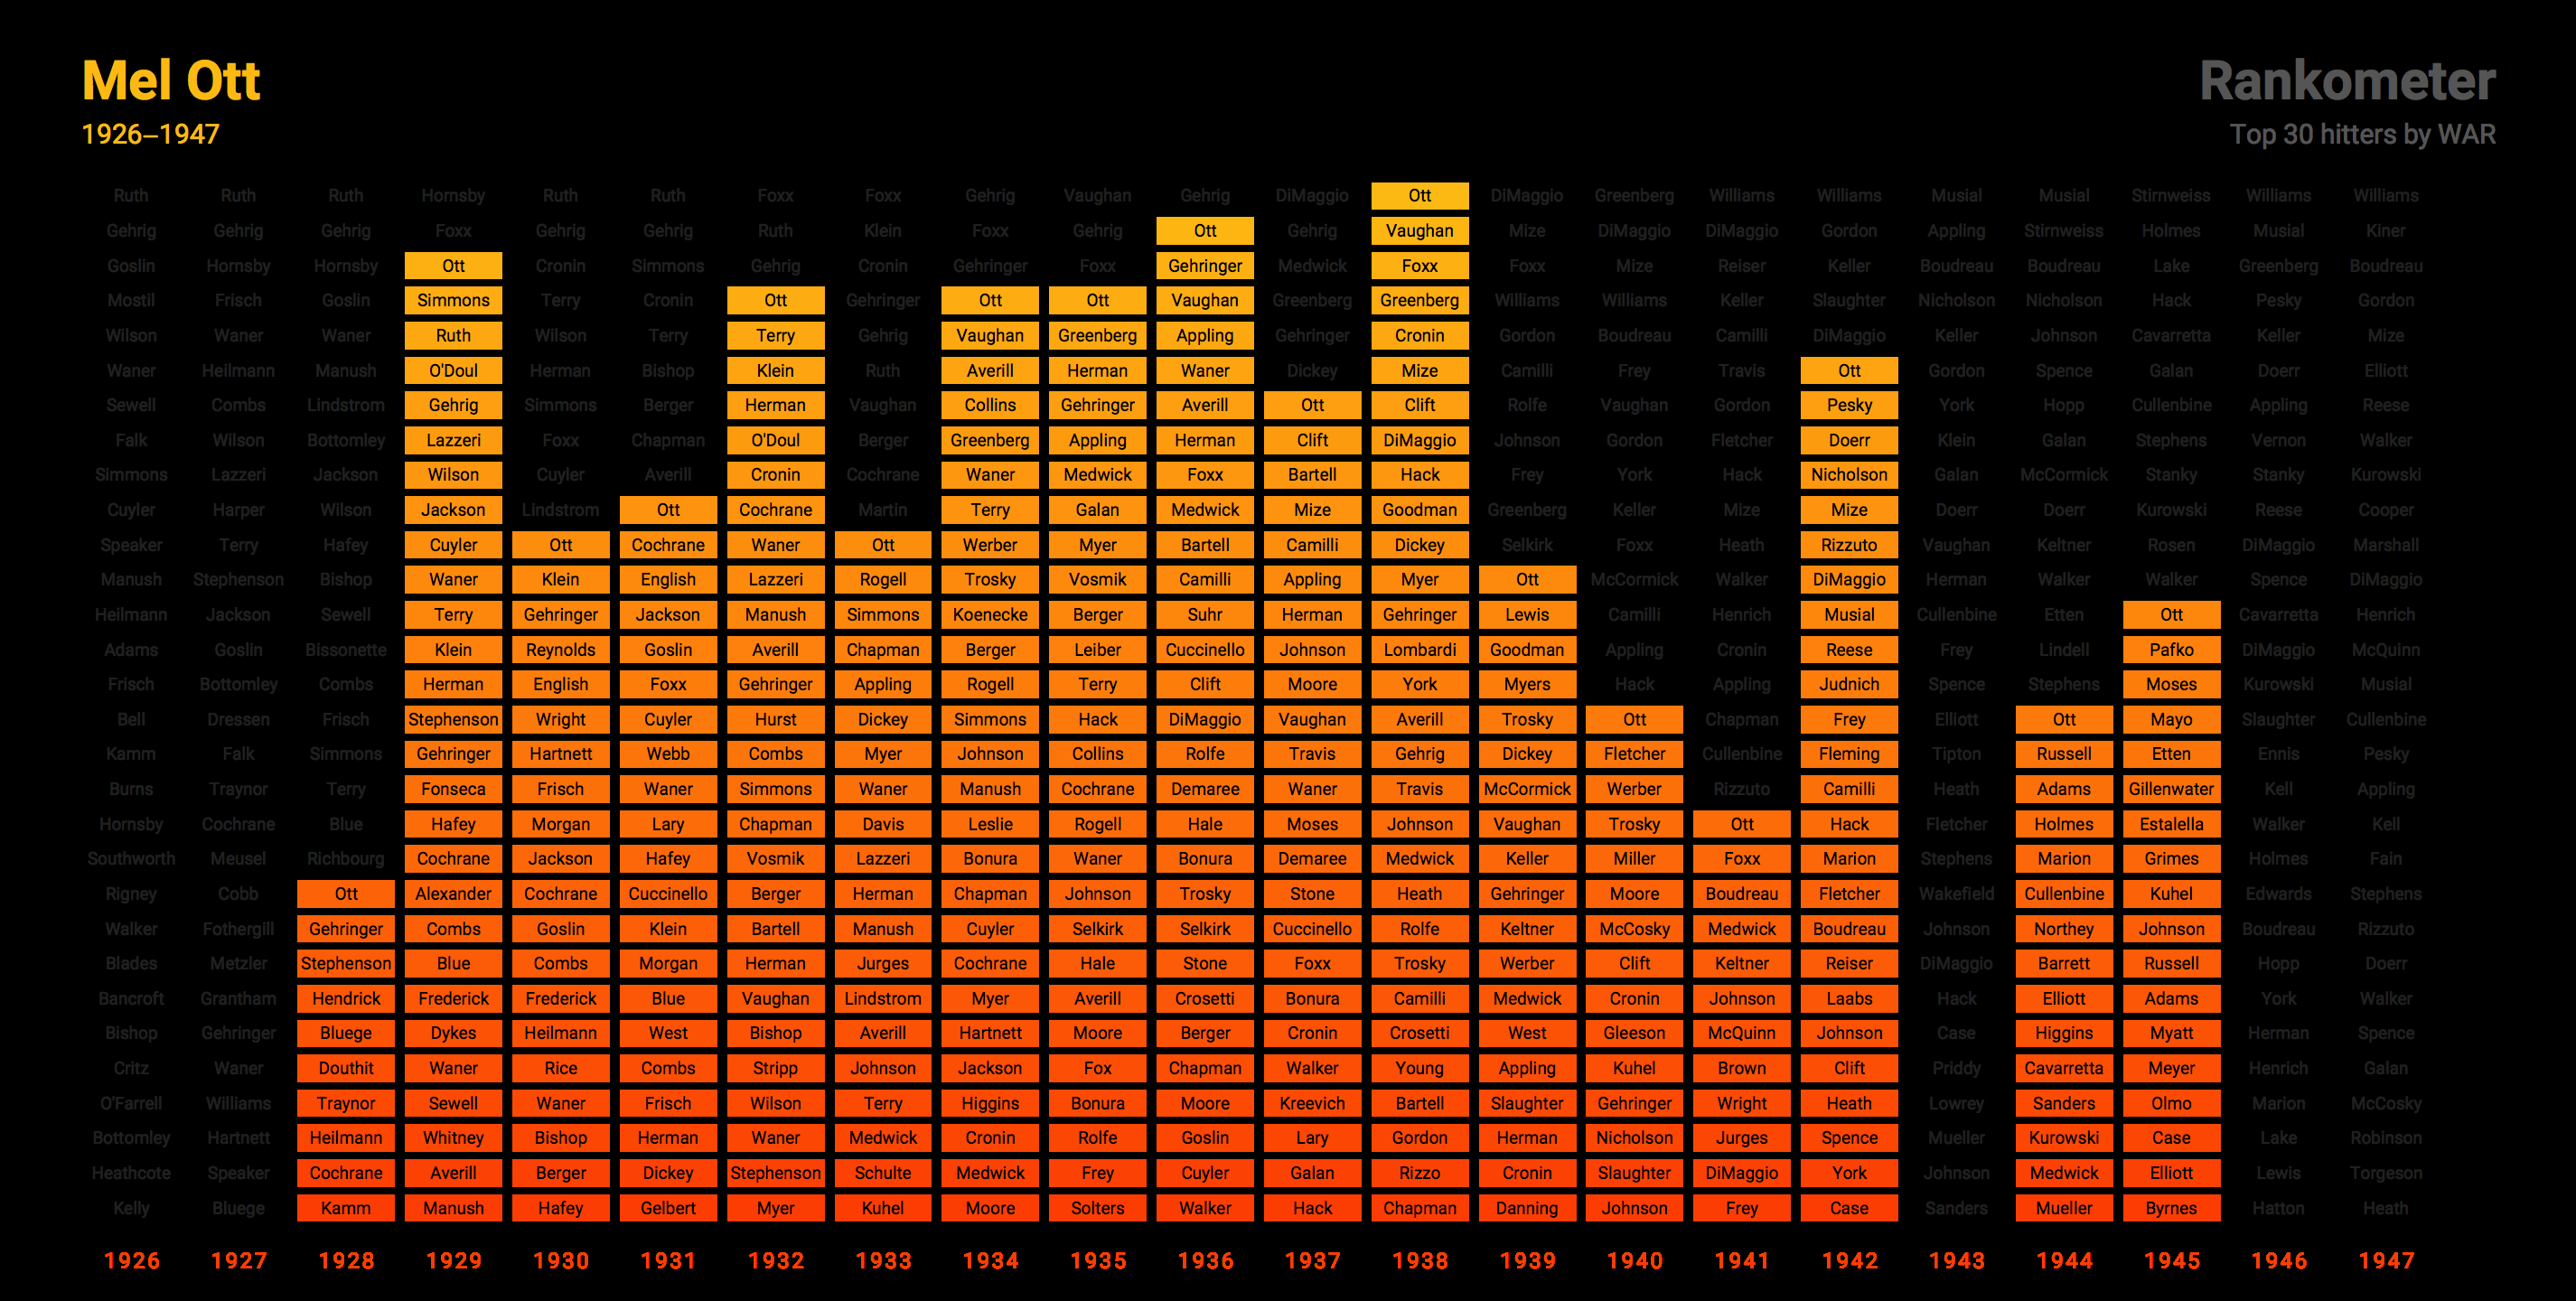 Mel Ott
Rankometer
1926–1947
Top 30 hitters by WAR
Ruth Ruth Ruth Hornsby Ruth Ruth Foxx Foxx Gehrig Vaughan Gehrig DiMaggio Ott DiMaggio Greenberg Williams Williams Musial Musial Stirnweiss Williams Williams
Gehrig Gehrig Gehrig Foxx Gehrig Gehrig Ruth Klein Foxx Gehrig Ott Gehrig Vaughan Mize DiMaggio DiMaggio Gordon Appling Stirnweiss Holmes Musial Kiner
Goslin Hornsby Hornsby Ott Cronin Simmons Gehrig Cronin Gehringer Foxx Gehringer Medwick Foxx Foxx Mize Reiser Keller Boudreau Boudreau Lake Greenberg Boudreau
Mostil Frisch Goslin Simmons Terry Cronin Ott Gehringer Ott Ott Vaughan Greenberg Greenberg Williams Williams Keller Slaughter Nicholson Nicholson Hack Pesky Gordon
Wilson Waner Waner Ruth Wilson Terry Terry Gehrig Vaughan Greenberg Appling Gehringer Cronin Gordon Boudreau Camilli DiMaggio Keller Johnson Cavarretta Keller Mize
Waner Heilmann Manush O'Doul Herman Bishop Klein Ruth Averill Herman Waner Dickey Mize Camilli Frey Travis Ott Gordon Spence Galan Doerr Elliott
Sewell Combs Lindstrom Gehrig Simmons Berger Herman Vaughan Collins Gehringer Averill Ott Clift Rolfe Vaughan Gordon Pesky York Hopp Cullenbine Appling Reese
Falk Wilson Bottomley Lazzeri Foxx Chapman O'Doul Berger Greenberg Appling Herman Clift DiMaggio Johnson Gordon Fletcher Doerr Klein Galan Stephens Vernon Walker
Simmons Lazzeri Jackson Wilson Cuyler Averill Cronin Cochrane Waner Medwick Foxx Bartell Hack Frey York Hack Nicholson Galan McCormick Stanky Stanky Kurowski
Cuyler Harper Wilson Jackson Lindstrom Ott Cochrane Martin Terry Galan Medwick Mize Goodman Greenberg Keller Mize Mize Doerr Doerr Kurowski Reese Cooper
Speaker Terry Hafey Cuyler Ott Cochrane Waner Ott Werber Myer Bartell Camilli Dickey Selkirk Foxx Heath Rizzuto Vaughan Keltner Rosen DiMaggio Marshall
Manush Stephenson Bishop Waner Klein English Lazzeri Rogell Trosky Vosmik Camilli Appling Myer Ott McCormick Walker DiMaggio Herman Walker Walker Spence DiMaggio
Heilmann Jackson Sewell Terry Gehringer Jackson Manush Simmons Koenecke Berger Suhr Herman Gehringer Lewis Camilli Henrich Musial Cullenbine Etten Ott Cavarretta Henrich
Adams Goslin Bissonette Klein Reynolds Goslin Averill Chapman Berger Leiber Cuccinello Johnson Lombardi Goodman Appling Cronin Reese Frey Lindell Pafko DiMaggio McQuinn
Frisch Bottomley Combs Herman English Foxx Gehringer Appling Rogell Terry Clift Moore York Myers Hack Appling Judnich Spence Stephens Moses Kurowski Musial
Bell Dressen Frisch Stephenson Wright Cuyler Hurst Dickey Simmons Hack DiMaggio Vaughan Averill Trosky Ott Chapman Frey Elliott Ott Mayo Slaughter Cullenbine
Kamm Falk Simmons Gehringer Hartnett Webb Combs Myer Johnson Collins Rolfe Travis Gehrig Dickey Fletcher Cullenbine Fleming Tipton Russell Etten Ennis Pesky
Burns Traynor Terry Fonseca Frisch Waner Simmons Waner Manush Cochrane Demaree Waner Travis McCormick Werber Rizzuto Camilli Heath Adams Gillenwater Kell Appling
Hornsby Cochrane Blue Hafey Morgan Lary Chapman Davis Leslie Rogell Hale Moses Johnson Vaughan Trosky Ott Hack Fletcher Holmes Estalella Walker Kell
Southworth Meusel Richbourg Cochrane Jackson Hafey Vosmik Lazzeri Bonura Waner Bonura Demaree Medwick Keller Miller Foxx Marion Stephens Marion Grimes Holmes Fain
Rigney Cobb Ott Alexander Cochrane Cuccinello Berger Herman Chapman Johnson Trosky Stone Heath Gehringer Moore Boudreau Fletcher Wakefield Cullenbine Kuhel Edwards Stephens
Walker Fothergill Gehringer Combs Goslin Klein Bartell Manush Cuyler Selkirk Selkirk Cuccinello Rolfe Keltner McCosky Medwick Boudreau Johnson Northey Johnson Boudreau Rizzuto
Blades Metzler Stephenson Blue Combs Morgan Herman Jurges Cochrane Hale Stone Foxx Trosky Werber Clift Keltner Reiser DiMaggio Barrett Russell Hopp Doerr
Bancroft Grantham Hendrick Frederick Frederick Blue Vaughan Lindstrom Myer Averill Crosetti Bonura Camilli Medwick Cronin Johnson Laabs Hack Elliott Adams York Walker
Bishop Gehringer Bluege Dykes Heilmann West Bishop Averill Hartnett Moore Berger Cronin Crosetti West Gleeson McQuinn Johnson Case Higgins Myatt Herman Spence
Critz Waner Douthit Waner Rice Combs Stripp Johnson Jackson Fox Chapman Walker Young Appling Kuhel Brown Clift Priddy Cavarretta Meyer Henrich Galan
O'Farrell Williams Traynor Sewell Waner Frisch Wilson Terry Higgins Bonura Moore Kreevich Bartell Slaughter Gehringer Wright Heath Lowrey Sanders Olmo Marion McCosky
Bottomley Hartnett Heilmann Whitney Bishop Herman Waner Medwick Cronin Rolfe Goslin Lary Gordon Herman Nicholson Jurges Spence Mueller Kurowski Case Lake Robinson
Heathcote Speaker Cochrane Averill Berger Dickey Stephenson Schulte Medwick Frey Cuyler Galan Rizzo Cronin Slaughter DiMaggio York Johnson Medwick Elliott Lewis Torgeson
Kelly Bluege Kamm Manush Hafey Gelbert Myer Kuhel Moore Solters Walker Hack Chapman Danning Johnson Frey Case Sanders Mueller Byrnes Hatton Heath
1926 1927 1928 1929 1930 1931 1932 1933 1934 1935 1936 1937 1938 1939 1940 1941 1942 1943 1944 1945 1946 1947